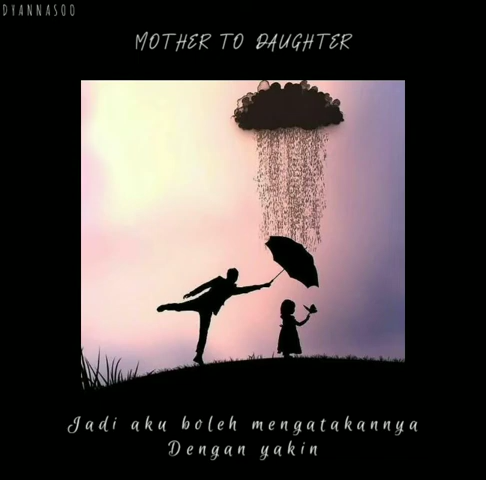 DYANNASOO
MOTHER TO DAUGHTER
Jadi aku boleh mengatakannya
Dengan yakin